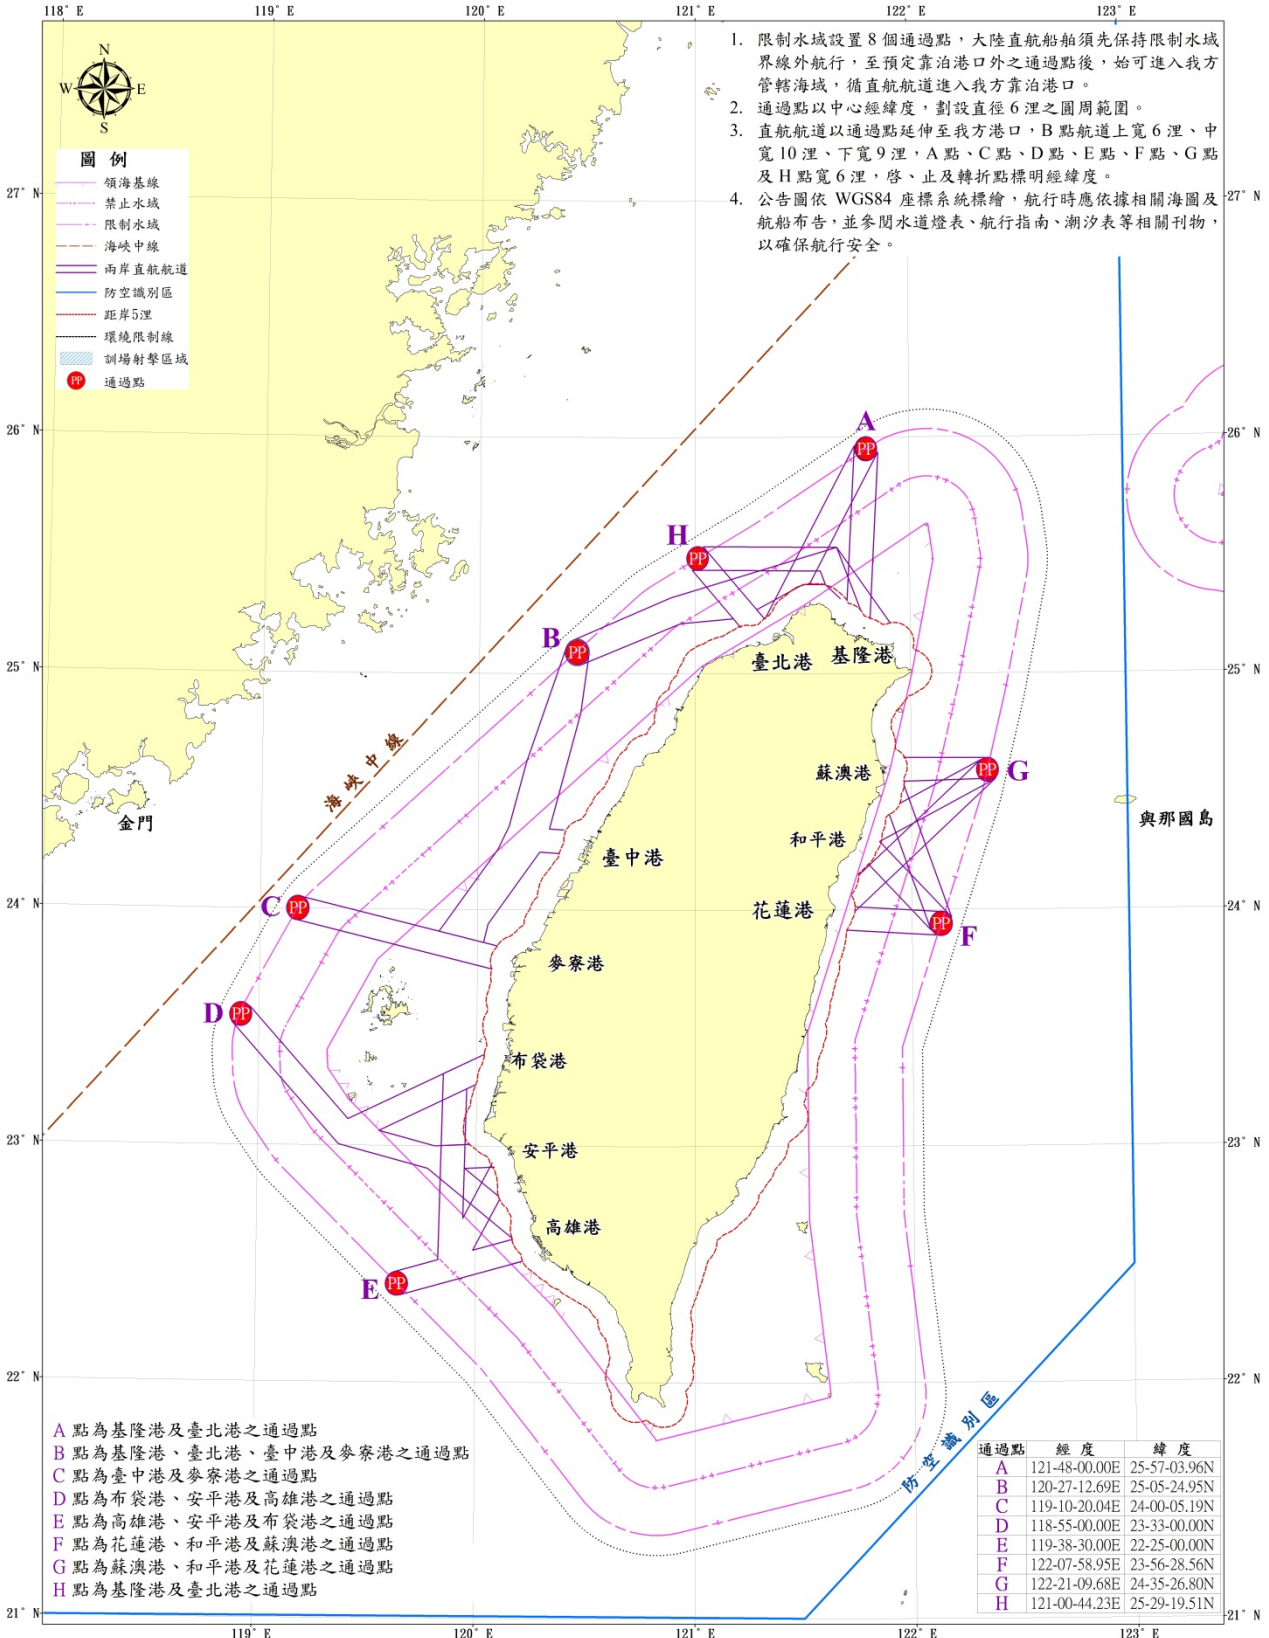 118° E
119° E
120° E
121° E
122° E
123° E
N
W
E
S
圖 例
領海基線
禁止水域
限制水域
海峽中線
兩岸直航航道
防空識別區
距岸5浬
環繞限制線
訓場射擊區域
PP 通過點
1. 限制水域設置 8 個通過點，大陸直航船舶須先保持限制水域
界線外航行，至預定靠泊港口外之通過點後，始可進入我方
管轄海域，循直航航道進入我方靠泊港口。
2. 通過點以中心經緯度，劃設直徑 6 浬之圓周範圍。
3. 直航航道以通過點延伸至我方港口，B 點航道上寬 6 浬、中
寬 10 浬、下寬 9 浬，A 點、C 點、D 點、E 點、F 點、G 點
及 H 點寬 6 浬，啓、止及轉折點標明經緯度。
4. 公告圖依 WGS84 座標系統標繪，航行時應依據相關海圖及
航船布告，並參閱水道燈表、航行指南、潮汐表等相關刊物，
以確保航行安全。
27° N
27° N
26° N
26° N
25° N
25° N
24° N
24° N
23° N
23° N
22° N
22° N
21° N
21° N
A
PP
H
PP
B
PP
臺北港
基隆港
海峽中線
蘇澳港
PP
G
金門
與那國島
和平港
臺中港
C
PP
花蓮港
PP
F
麥寮港
D
PP
布袋港
安平港
高雄港
E
PP
防空識別區
A 點為基隆港及臺北港之通過點
B 點為基隆港、臺北港、臺中港及麥寮港之通過點
C 點為臺中港及麥寮港之通過點
D 點為布袋港、安平港及高雄港之通過點
E 點為高雄港、安平港及布袋港之通過點
F 點為花蓮港、和平港及蘇澳港之通過點
G 點為蘇澳港、和平港及花蓮港之通過點
H 點為基隆港及臺北港之通過點
通過點 經 度 緯 度
A 121-48-00.00E 25-57-03.96N
B 120-27-12.69E 25-05-24.95N
C 119-10-20.04E 24-00-05.19N
D 118-55-00.00E 23-33-00.00N
E 119-38-30.00E 22-25-00.00N
F 122-07-58.95E 23-56-28.56N
G 122-21-09.68E 24-35-26.80N
H 121-00-44.23E 25-29-19.51N
119° E
120° E
121° E
122° E
123° E